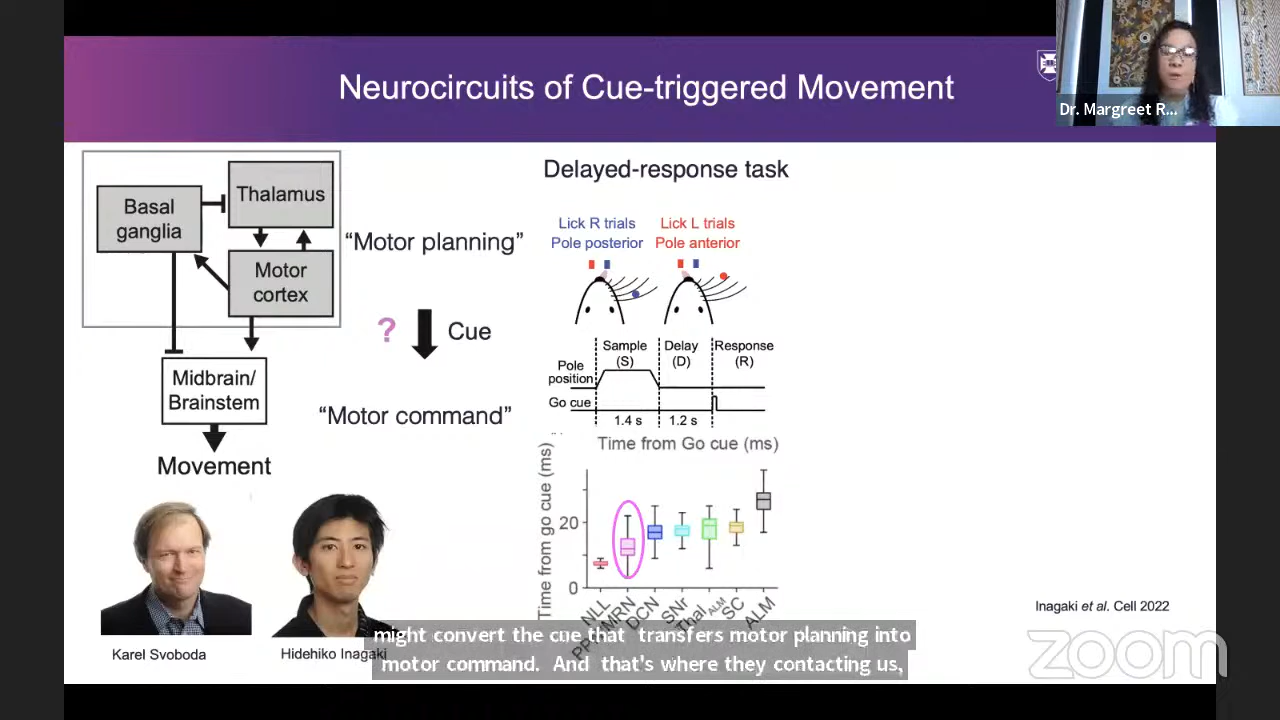 Neurocircuits of Cue-triggered Movement
Dr. Margreet R...
Basal
ganglia
Thalamus
Motor
cortex
"Motor planning"
?
Cue
Midbrain/
Brainstem
"Motor command"
Movement
Delayed-response task
Lick R trials
Pole posterior
Lick L trials
Pole anterior
Sample
(S)
Delay
(D)
Response
(R)
Pole
position
Go cue
1.4 s
1.2 s
Time from Go cue (ms)
Time from go cue (ms)
20
0
NLL
MRN
DCN
SNr
Thal ALM
SC
ALM
Karel Svoboda
Hidehiko Inagaki
Inagaki et al. Cell 2022
might convert the cue that transfers motor planning into
motor command. And that's where they contacting us,
zoom